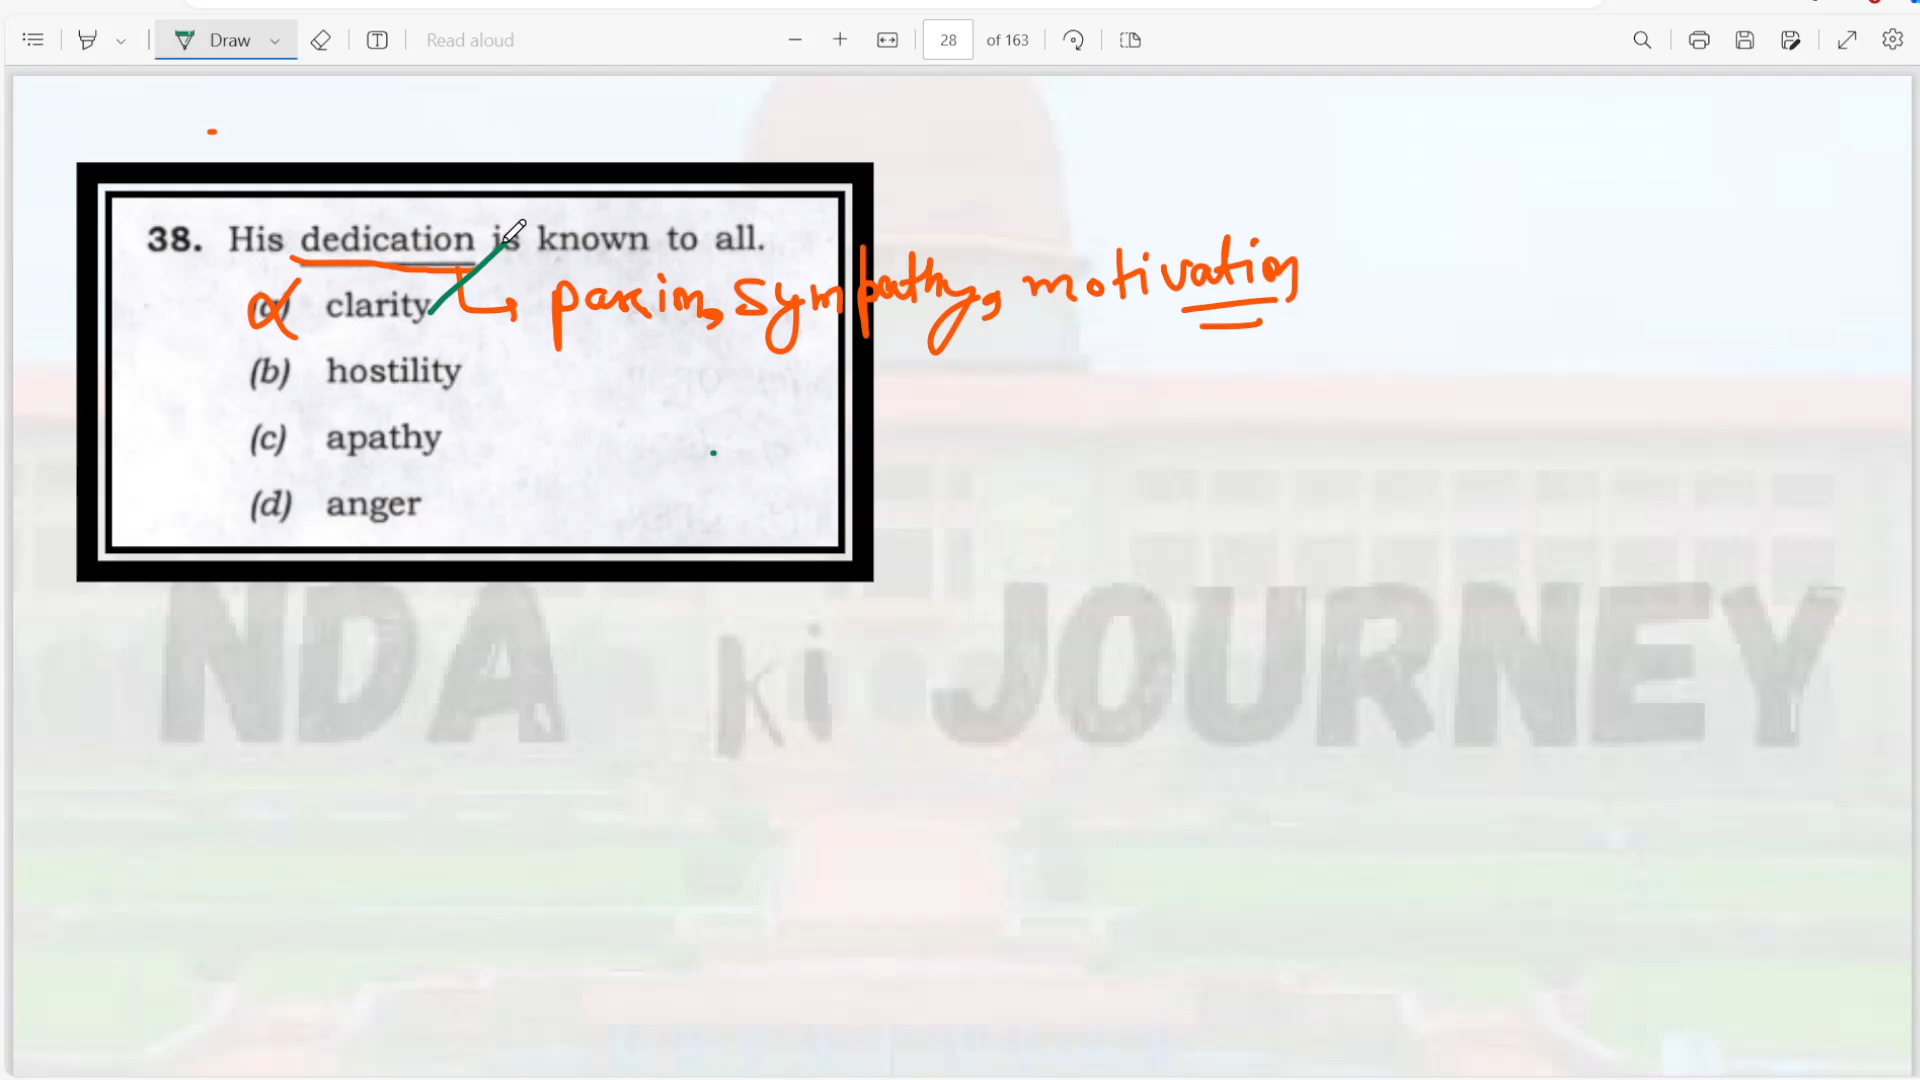 Draw
Read aloud
28 of 163
38. His dedication is known to all.
(a) clarity
sympathy, motivation
(b) hostility
(c) apathy
(d) anger
NDA ki JOURNEY